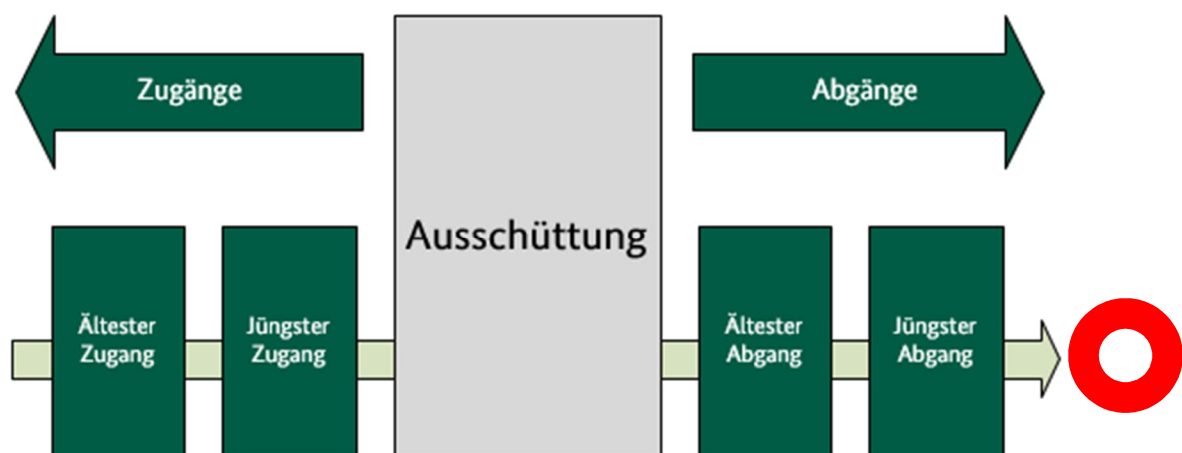 Zugänge
Abgänge
Ausschüttung
Ältester
Zugang
Jüngster
Zugang
Ältester
Abgang
Jüngster
Abgang